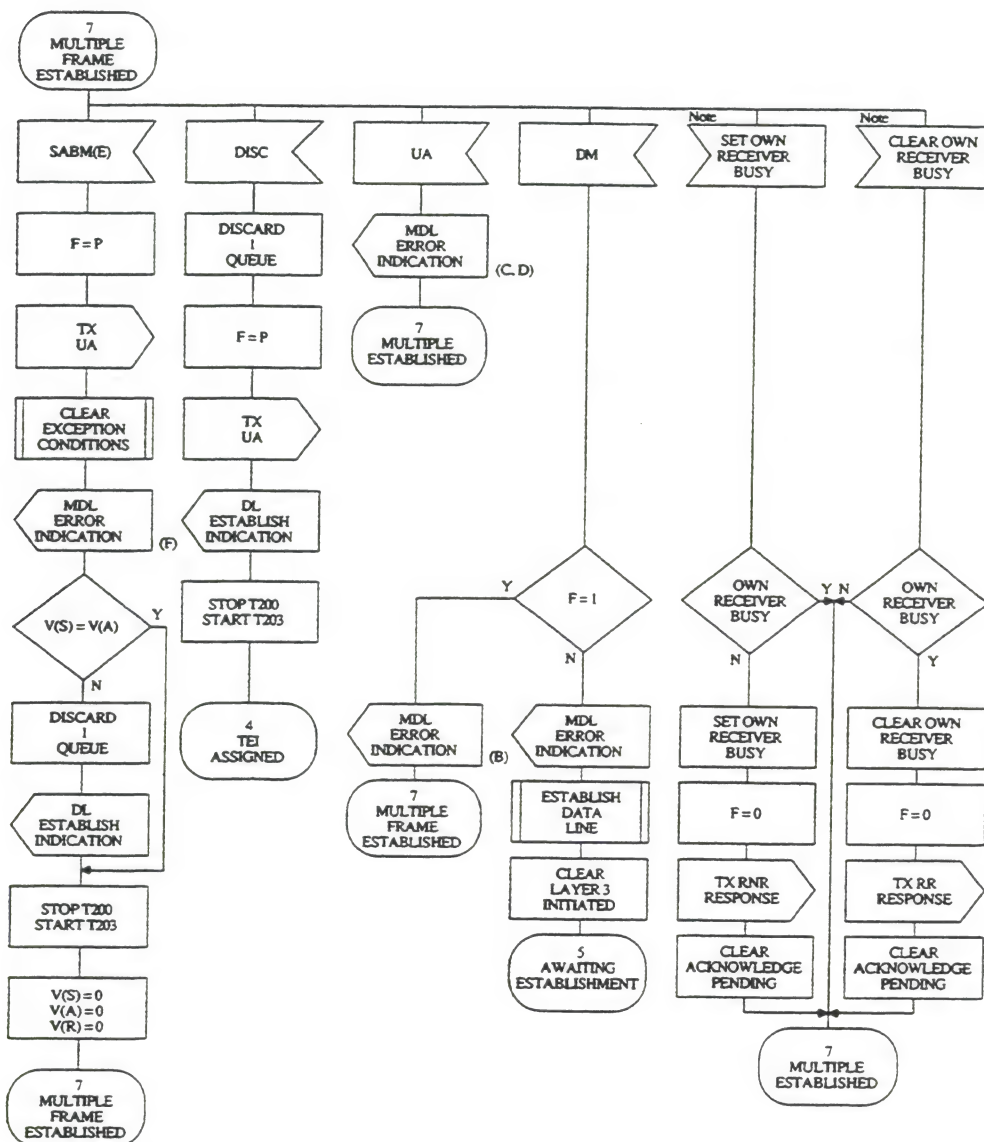 7
MULTIPLE
FRAME
ESTABLISHED
SABM(E)
F = P
TX
UA
CLEAR
EXCEPTION
CONDITIONS
MDL
ERROR
INDICATION
(F)
V(S) = V(A)
Y
N
DISCARD
I
QUEUE
DL
ESTABLISH
INDICATION
STOP T200
START T203
V(S) = 0
V(A) = 0
V(R) = 0
7
MULTIPLE
FRAME
ESTABLISHED
DISC
DISCARD
I
QUEUE
F = P
TX
UA
DL
ESTABLISH
INDICATION
STOP T200
START T203
4
TEI
ASSIGNED
UA
MDL
ERROR
INDICATION
(C, D)
7
MULTIPLE
ESTABLISHED
DM
F = 1
Y
N
MDL
ERROR
INDICATION
(B)
7
MULTIPLE
FRAME
ESTABLISHED
MDL
ERROR
INDICATION
ESTABLISH
DATA
LINE
CLEAR
LAYER 3
INITIATED
5
AWAITING
ESTABLISHMENT
Note
SET OWN
RECEIVER
BUSY
OWN
RECEIVER
BUSY
Y
N
SET OWN
RECEIVER
BUSY
F = 0
TX RNR
RESPONSE
CLEAR
ACKNOWLEDGE
PENDING
Note
CLEAR OWN
RECEIVER
BUSY
OWN
RECEIVER
BUSY
N
Y
CLEAR OWN
RECEIVER
BUSY
F = 0
TX RR
RESPONSE
CLEAR
ACKNOWLEDGE
PENDING
7
MULTIPLE
ESTABLISHED